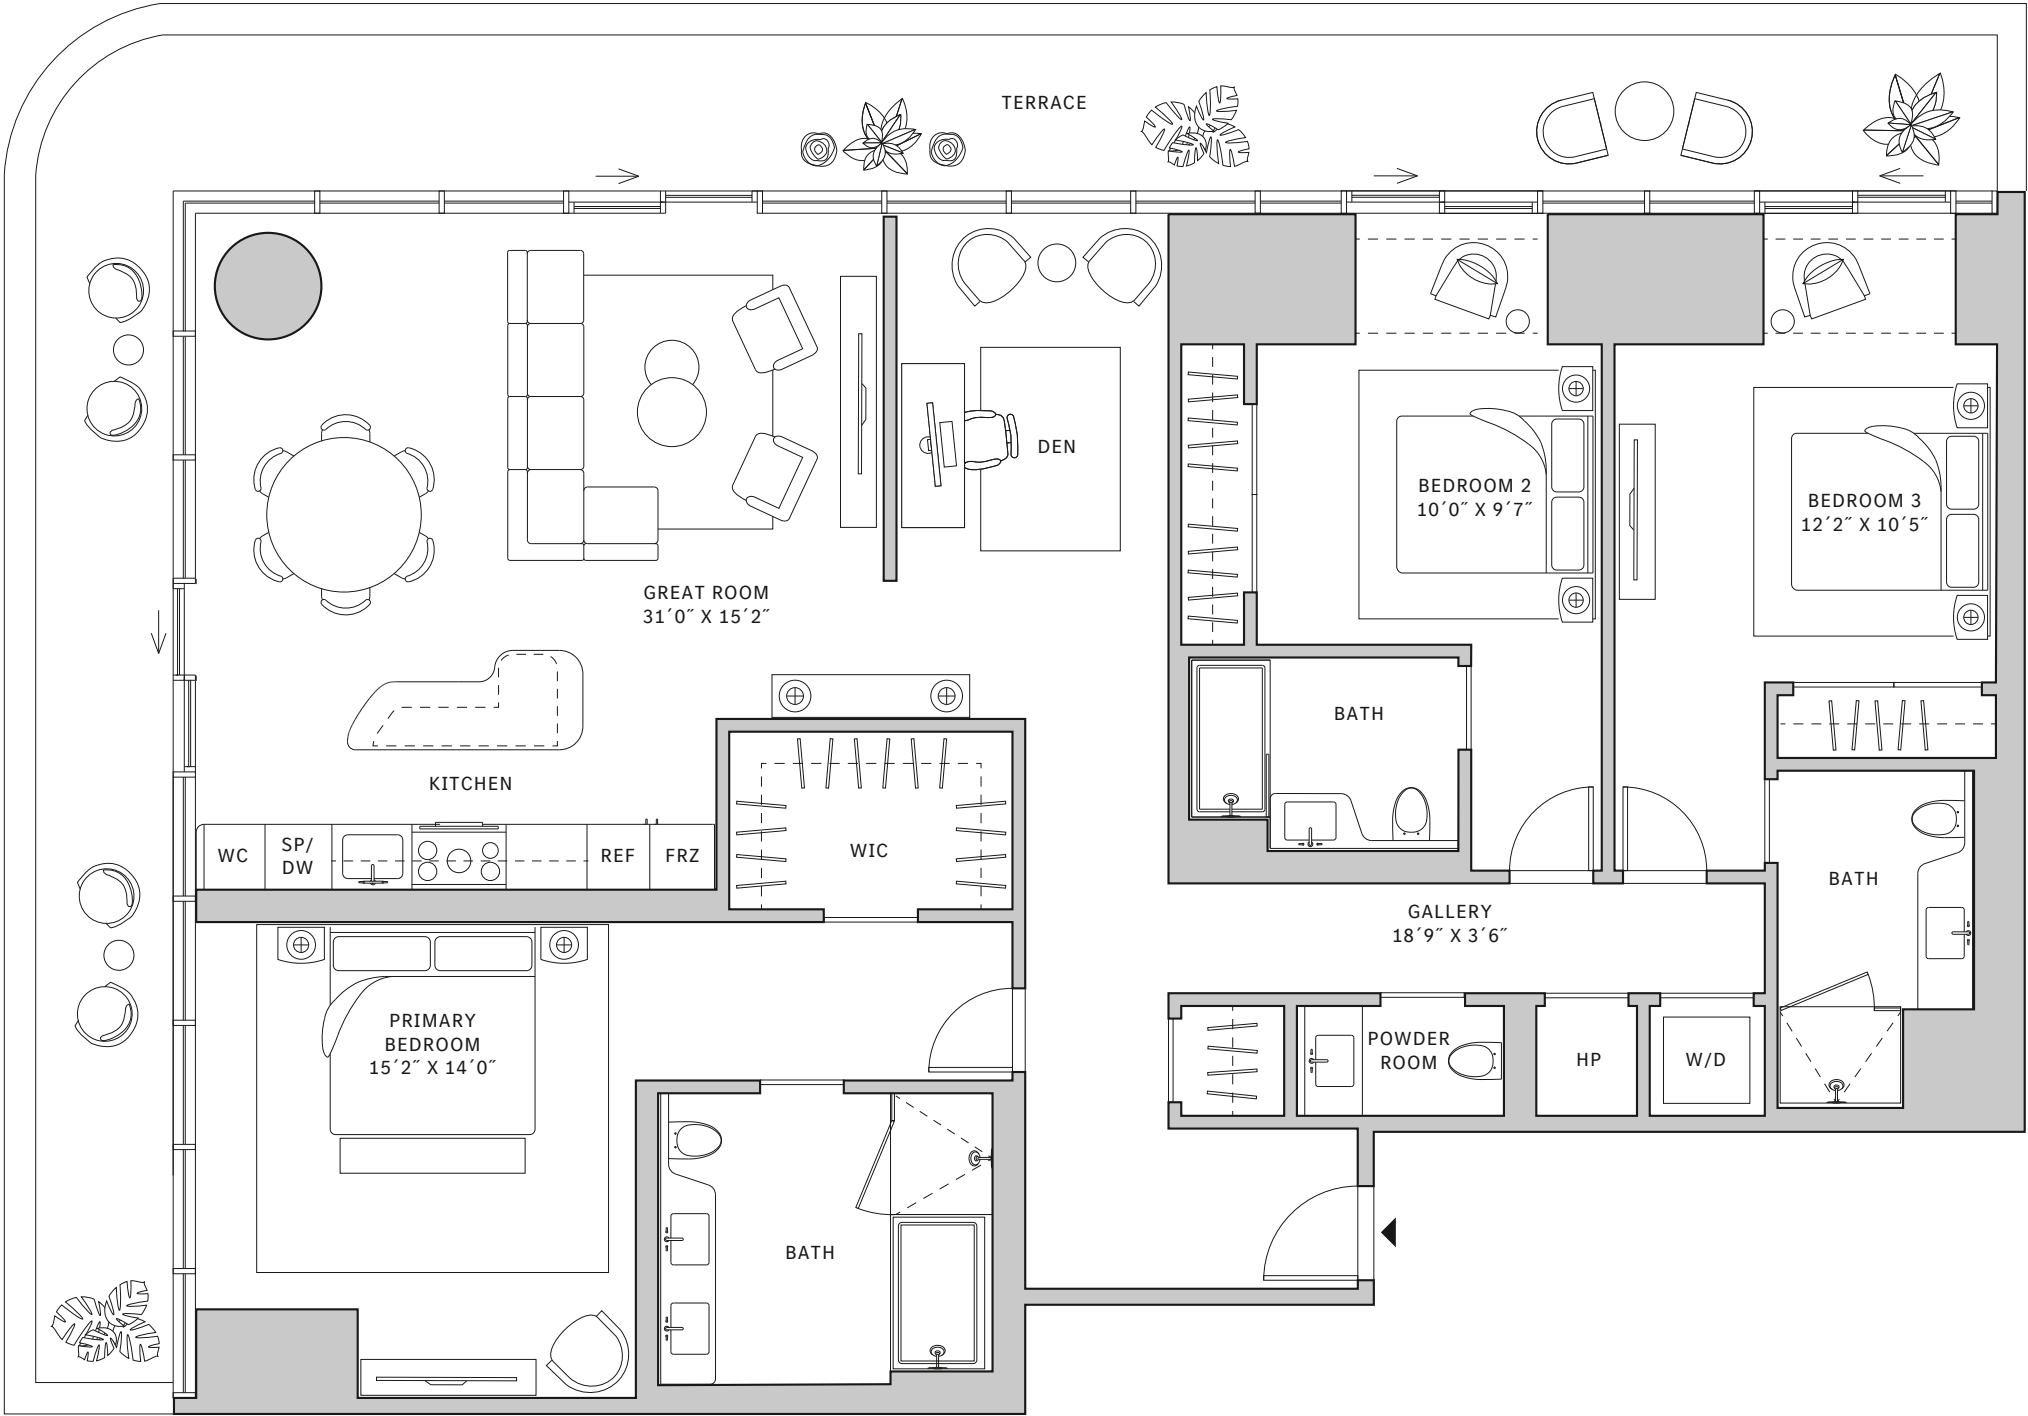 TERRACE
DEN
BEDROOM 2
10´0˝ X 9´7˝
BEDROOM 3
12´2˝ X 10´5˝
GREAT ROOM
31´0˝ X 15´2˝
BATH
KITCHEN
WC
SP/
DW
REF
FRZ
WIC
BATH
GALLERY
18´9˝ X 3´6˝
PRIMARY
BEDROOM
15´2˝ X 14´0˝
POWDER
ROOM
HP
W/D
BATH